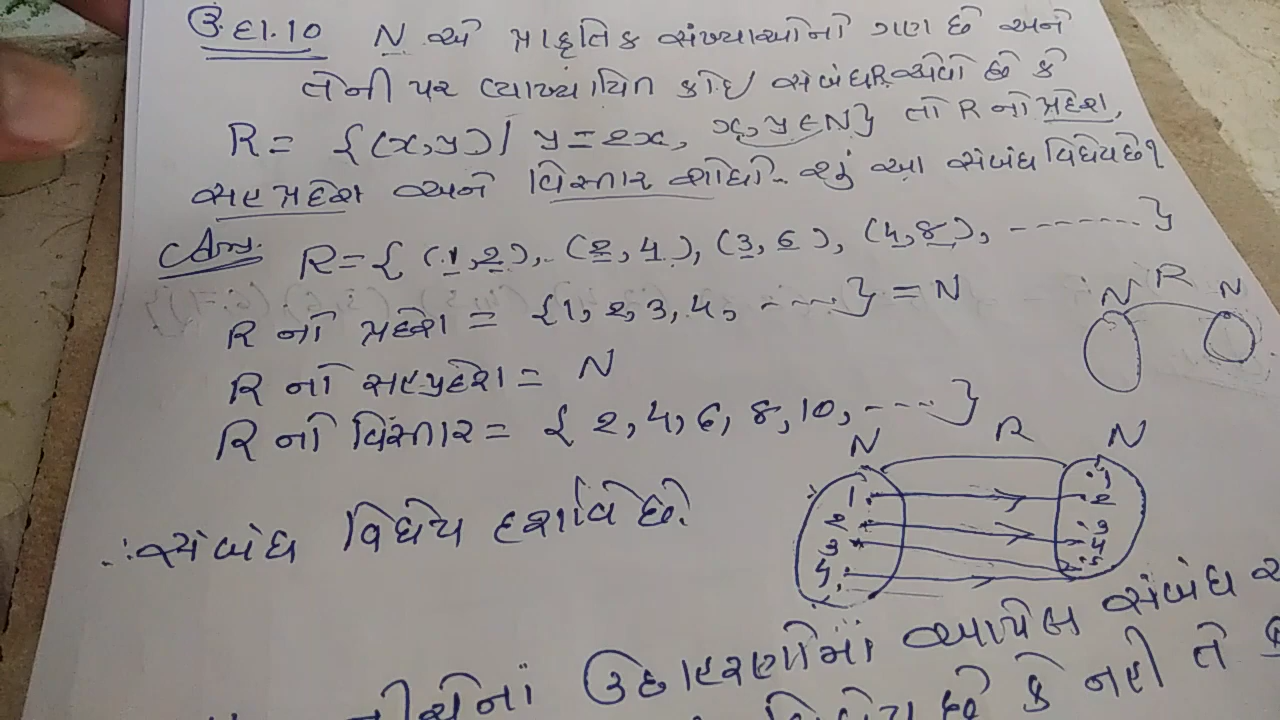 ઉ.દા.10 N એ પ્રાકૃતિક સંખ્યાઓનો ગણ છે અને
તેની પર વ્યાખ્યાયિત કોઇ સંબંધ R એવો છે કે
R = {(x,y) | y = 2x, x,y ∈ N} તો R નો પ્રદેશ,
સહપ્રદેશ અને વિસ્તાર શોધો. શું આ સંબંધ વિધેય છે?
Ans. R = { (1,2), (2,4), (3,6), (4,8), --------}
R નો પ્રદેશ = {1, 2, 3, 4, -----} = N
R નો સહપ્રદેશ = N
R નો વિસ્તાર = { 2, 4, 6, 8, 10, -----}
∴ સંબંધ વિધેય દર્શાવે છે.
N R N
N R N
1 1
2 2
3 3
4 4
5
ઉદાહરણોમાં આપેલ સંબંધ
છે કે નહી તે